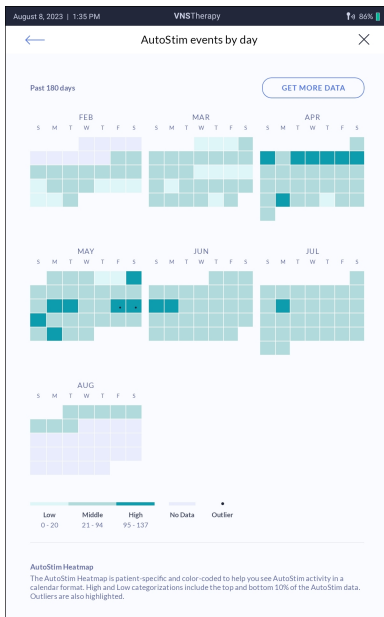 August 8, 2023 | 1:35 PM VNSTherapy 86%
AutoStim events by day
Past 180 days GET MORE DATA
FEB MAR APR
S M T W T F S S M T W T F S S M T W T F S
MAY JUN JUL
S M T W T F S S M T W T F S S M T W T F S
AUG
S M T W T F S
Low Middle High No Data Outlier
0 - 20 21 - 94 95 - 137
AutoStim Heatmap
The AutoStim Heatmap is patient-specific and color-coded to help you see AutoStim activity in a
calendar format. High and Low categorizations include the top and bottom 10% of the AutoStim data.
Outliers are also highlighted.